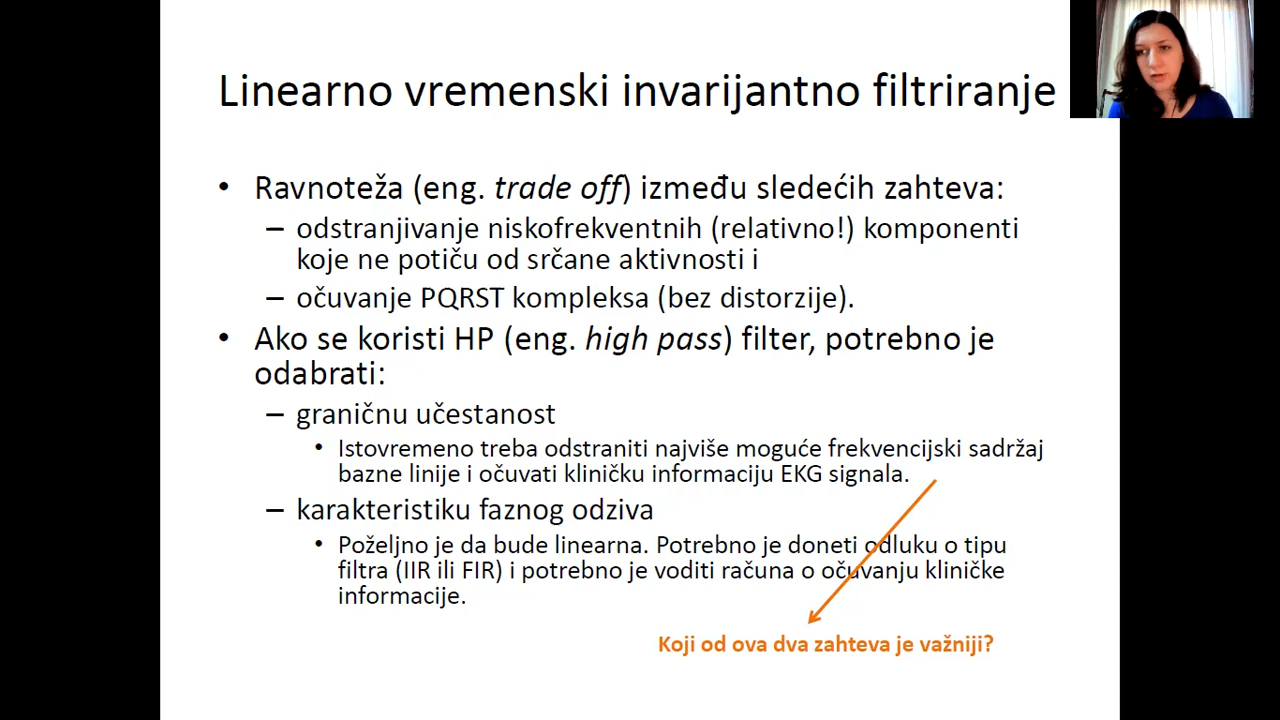 Linearno vremenski invarijantno filtriranje
• Ravnoteža (eng. trade off) između sledećih zahteva:
– odstranjivanje niskofrekventnih (relativno!) komponenti
koje ne potiču od srčane aktivnosti i
– očuvanje PQRST kompleksa (bez distorzije).
• Ako se koristi HP (eng. high pass) filter, potrebno je
odabrati:
– graničnu učestanost
• Istovremeno treba odstraniti najviše moguće frekvencijski sadržaj
bazne linije i očuvati kliničku informaciju EKG signala.
– karakteristiku faznog odziva
• Poželjno je da bude linearna. Potrebno je doneti odluku o tipu
filtra (IIR ili FIR) i potrebno je voditi računa o očuvanju kliničke
informacije.
Koji od ova dva zahteva je važniji?